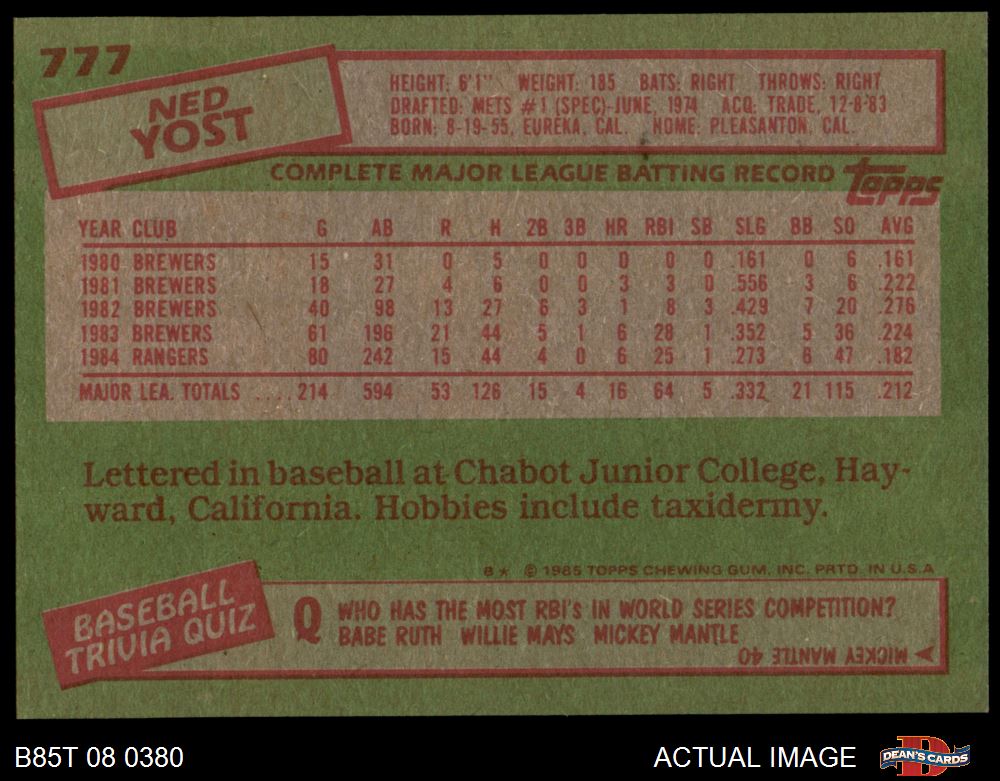 777
NED
YOST
HEIGHT: 6'1" WEIGHT: 185 BATS: RIGHT THROWS: RIGHT
DRAFTED: METS #1 (SPEC)-JUNE, 1974 ACQ: TRADE, 12-8-83
BORN: 8-19-55, EUREKA, CAL. HOME: PLEASANTON, CAL.
COMPLETE MAJOR LEAGUE BATTING RECORD
Topps
YEAR CLUB G AB R H 2B 3B HR RBI SB SLG BB SO AVG
1980 BREWERS 15 31 0 5 0 0 0 0 0 .161 0 6 .161
1981 BREWERS 18 27 4 6 0 0 3 3 0 .556 3 6 .222
1982 BREWERS 40 98 13 27 6 3 1 8 3 .429 7 20 .276
1983 BREWERS 61 196 21 44 5 1 6 28 1 .352 5 36 .224
1984 RANGERS 80 242 15 44 4 0 6 25 1 .273 6 47 .182
MAJOR LEA. TOTALS .... 214 594 53 126 15 4 16 64 5 .332 21 115 .212
Lettered in baseball at Chabot Junior College, Hay-
ward, California. Hobbies include taxidermy.
B* © 1985 TOPPS CHEWING GUM, INC. PRTD. IN U.S.A
BASEBALL
TRIVIA QUIZ
Q WHO HAS THE MOST RBI's IN WORLD SERIES COMPETITION?
BABE RUTH WILLIE MAYS MICKEY MANTLE
A MICKEY MANTLE 40
B85T 08 0380
ACTUAL IMAGE
D
DEAN'S CARDS